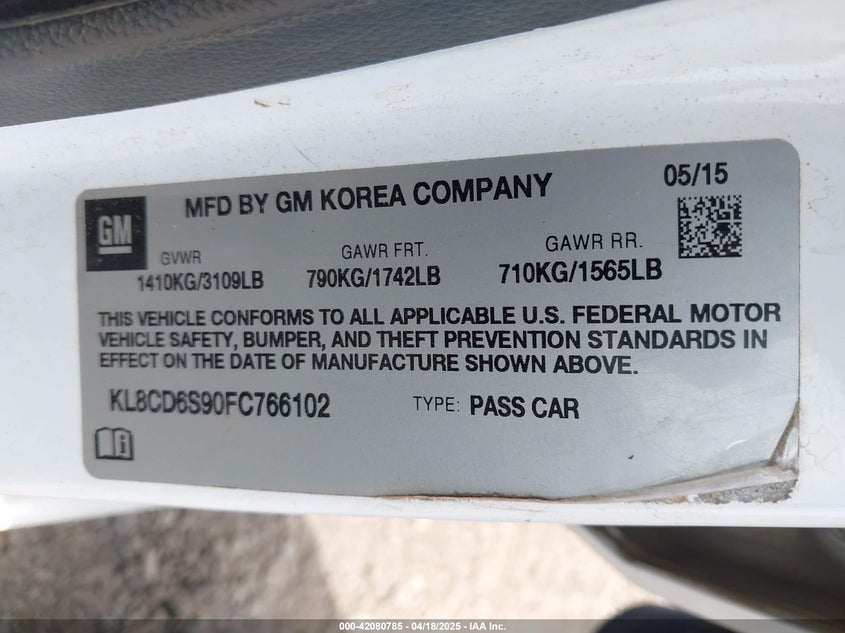 MFD BY GM KOREA COMPANY
05/15
GM
GVWR
1410KG/3109LB
GAWR FRT.
790KG/1742LB
GAWR RR.
710KG/1565LB
THIS VEHICLE CONFORMS TO ALL APPLICABLE U.S. FEDERAL MOTOR
VEHICLE SAFETY, BUMPER, AND THEFT PREVENTION STANDARDS IN
EFFECT ON THE DATE OF MANUFACTURE SHOWN ABOVE.
KL8CD6S90FC766102
TYPE: PASS CAR
000-42080785 - 04/18/2025 - IAA Inc.